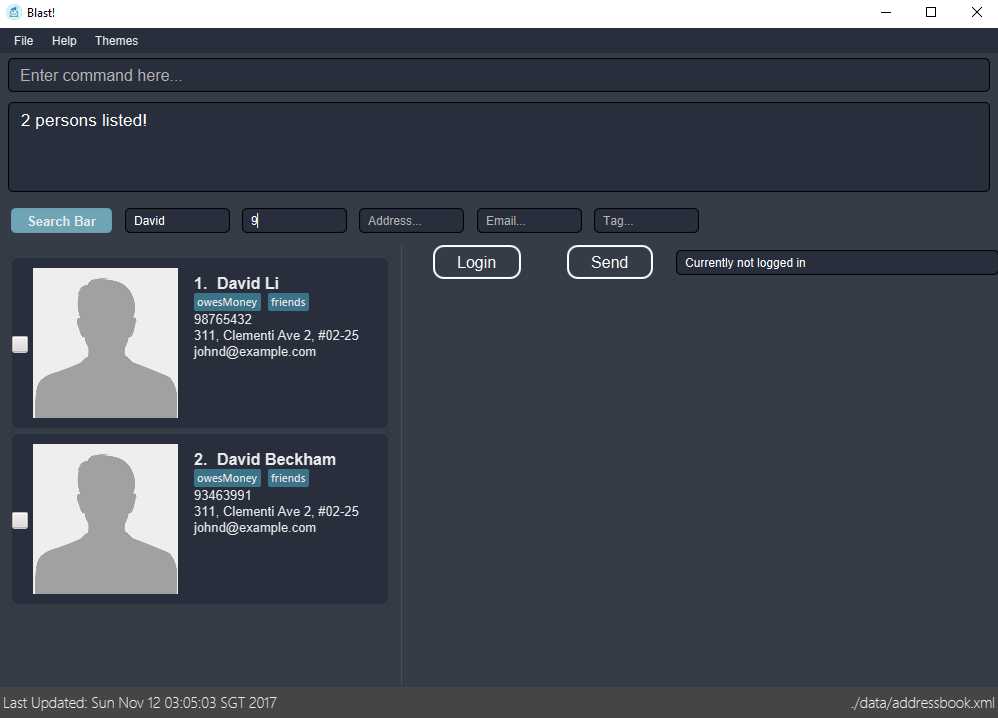 Blast!
File Help Themes
Enter command here...
2 persons listed!
Search Bar David 9 Address... Email... Tag...
Login Send Currently not logged in
1. David Li
owesMoney friends
98765432
311, Clementi Ave 2, #02-25
johnd@example.com
2. David Beckham
owesMoney friends
93463991
311, Clementi Ave 2, #02-25
johnd@example.com
Last Updated: Sun Nov 12 03:05:03 SGT 2017 ./data/addressbook.xml